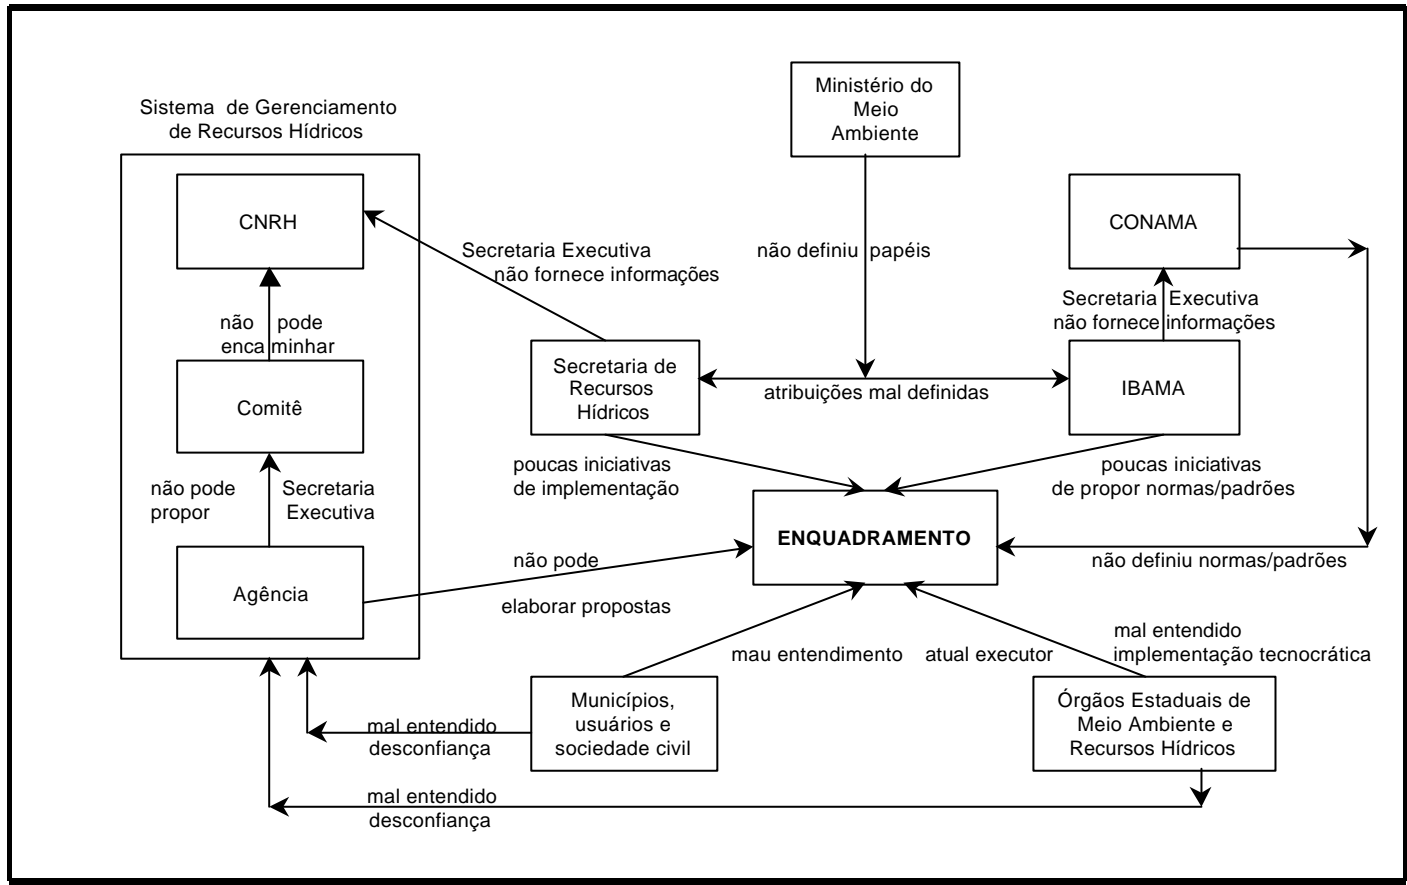 Ministério do
Meio
Ambiente
Sistema de Gerenciamento
de Recursos Hídricos
CNRH
CONAMA
Secretaria Executiva
não fornece informações
não definiu papéis
Secretaria Executiva
não fornece informações
não pode
encaminhar
Secretaria de
Recursos
Hídricos
atribuições mal definidas
IBAMA
Comitê
poucas iniciativas
de implementação
poucas iniciativas
de propor normas/padrões
não pode
propor
Secretaria
Executiva
ENQUADRAMENTO
não pode
elaborar propostas
não definiu normas/padrões
Agência
mau entendimento
atual executor
mal entendido
implementação tecnocrática
Municípios,
usuários e
sociedade civil
Órgãos Estaduais de
Meio Ambiente e
Recursos Hídricos
mal entendido
desconfiança
mal entendido
desconfiança